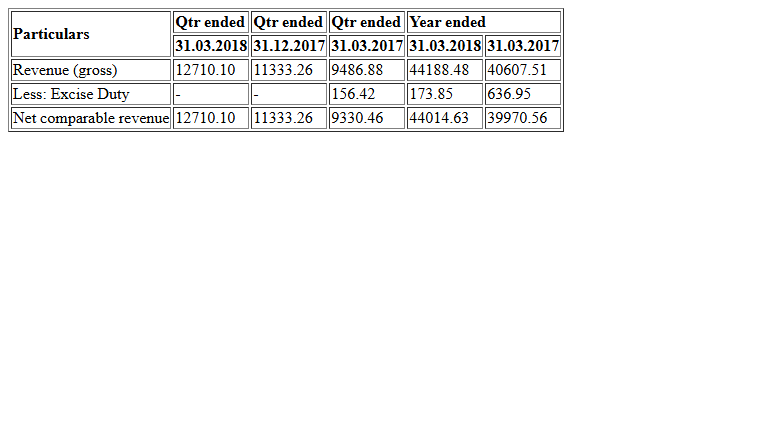 Particulars Qtr ended Qtr ended Qtr ended Year ended
31.03.2018 31.12.2017 31.03.2017 31.03.2018 31.03.2017
Revenue (gross) 12710.10 11333.26 9486.88 44188.48 40607.51
Less: Excise Duty - - 156.42 173.85 636.95
Net comparable revenue 12710.10 11333.26 9330.46 44014.63 39970.56